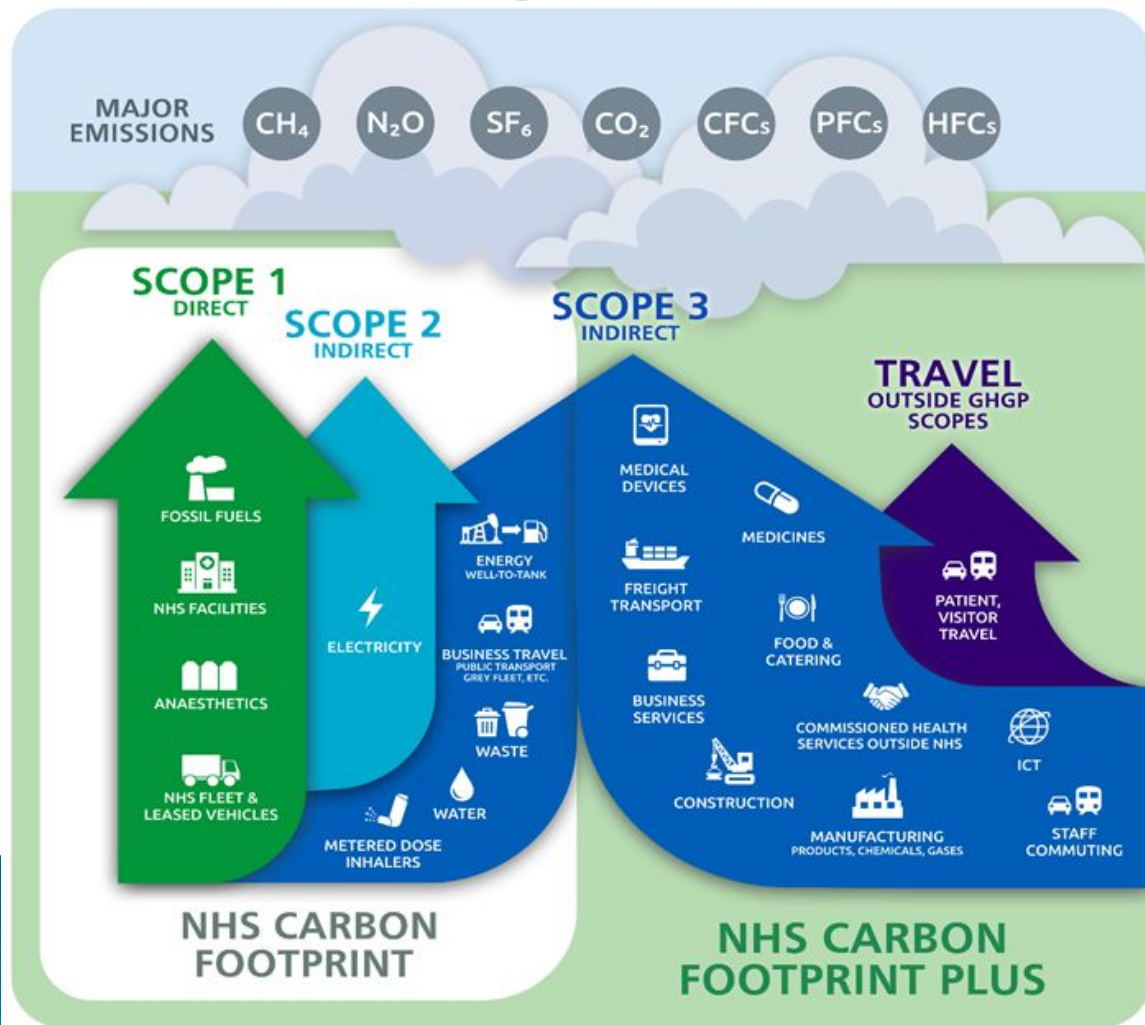 MAJOR
EMISSIONS
CH₄
N₂O
SF₆
CO₂
CFCs
PFCs
HFCs
SCOPE 1
DIRECT
FOSSIL FUELS
NHS FACILITIES
ANAESTHETICS
NHS FLEET &
LEASED VEHICLES
SCOPE 2
INDIRECT
ELECTRICITY
SCOPE 3
INDIRECT
ENERGY
WELL-TO-TANK
BUSINESS TRAVEL
PUBLIC TRANSPORT
GREY FLEET, ETC.
WASTE
WATER
METERED DOSE
INHALERS
MEDICAL
DEVICES
MEDICINES
FREIGHT
TRANSPORT
FOOD &
CATERING
BUSINESS
SERVICES
COMMISSIONED HEALTH
SERVICES OUTSIDE NHS
CONSTRUCTION
MANUFACTURING
PRODUCTS, CHEMICALS, GASES
ICT
STAFF
COMMUTING
TRAVEL
OUTSIDE GHGP
SCOPES
PATIENT,
VISITOR
TRAVEL
NHS CARBON
FOOTPRINT
NHS CARBON
FOOTPRINT PLUS